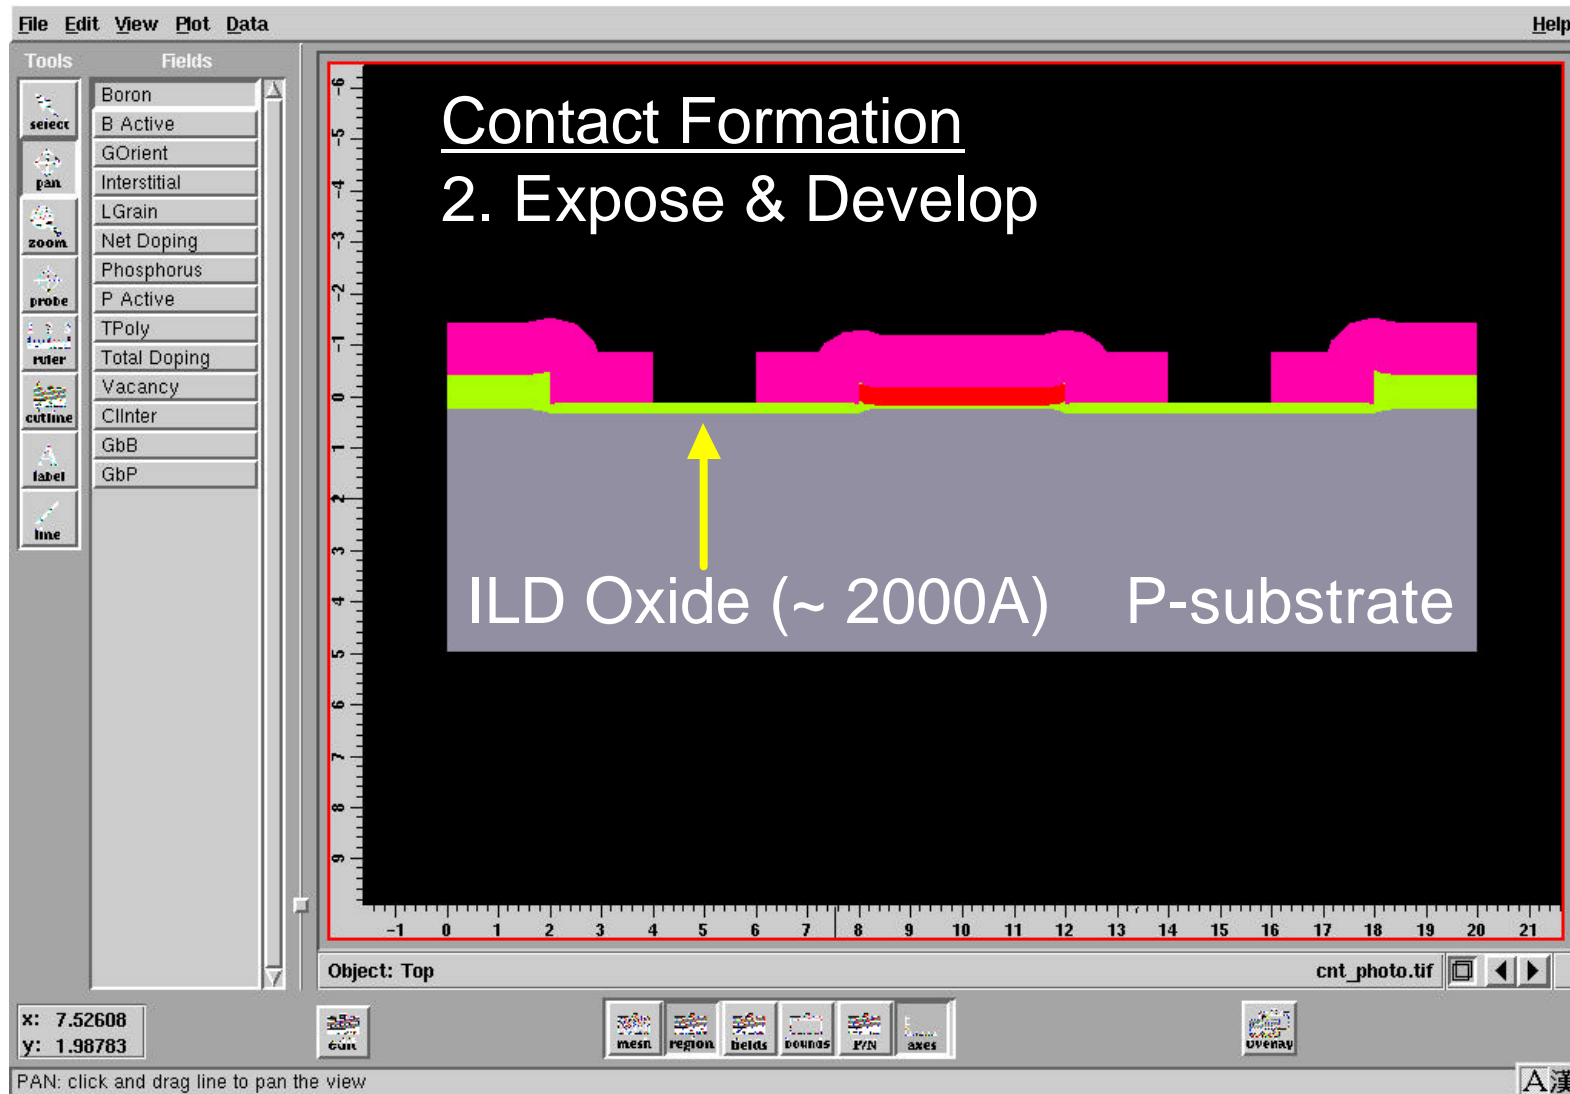 File Edit View Plot Data Help
Tools Fields
select
pan
zoom
probe
ruler
cutline
label
line
Boron
B Active
GOrient
Interstitial
LGrain
Net Doping
Phosphorus
P Active
TPoly
Total Doping
Vacancy
CIInter
GbB
GbP
Contact Formation
2. Expose & Develop
ILD Oxide (~ 2000A) P-substrate
-6
-5
-4
-3
-2
-1
0
1
2
3
4
5
6
7
8
9
-1 0 1 2 3 4 5 6 7 8 9 10 11 12 13 14 15 16 17 18 19 20 21
Object: Top cnt_photo.tif
x: 7.52608
y: 1.98783
edit mesh region fields bounds P/N axes overlay
PAN: click and drag line to pan the view A漢